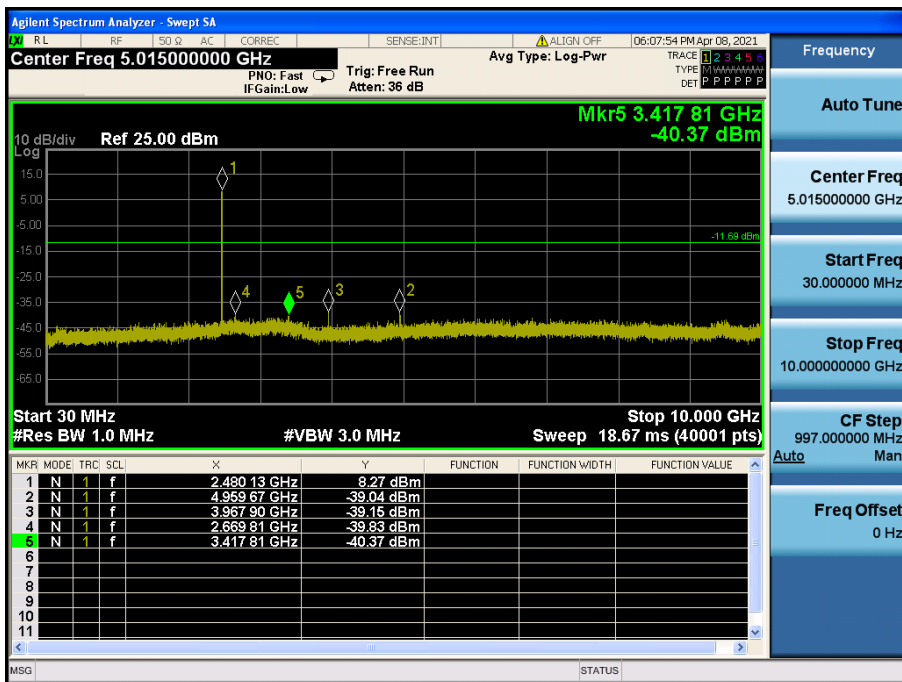 Agilent Spectrum Analyzer - Swept SA
LXI RL RF 50 Ω AC CORREC SENSE:INT ALIGN OFF 06:07:54 PM Apr 08, 2021
Center Freq 5.015000000 GHz Avg Type: Log-Pwr TRACE 1 2 3 4 5 6
PNO: Fast Trig: Free Run TYPE M W W W W W
IFGain:Low Atten: 36 dB DET P P P P P P
Mkr5 3.417 81 GHz
10 dB/div Ref 25.00 dBm -40.37 dBm
Log
15.0
5.00
-5.00
-15.0
-25.0
-35.0
-45.0
-55.0
-65.0
1
-11.69 dBm
4
5
3
2
Start 30 MHz Stop 10.000 GHz
#Res BW 1.0 MHz #VBW 3.0 MHz Sweep 18.67 ms (40001 pts)
MKR MODE TRC SCL X Y FUNCTION FUNCTION WIDTH FUNCTION VALUE
1 N 1 f 2.480 13 GHz 8.27 dBm
2 N 1 f 4.959 67 GHz -39.04 dBm
3 N 1 f 3.967 90 GHz -39.15 dBm
4 N 1 f 2.669 81 GHz -39.83 dBm
5 N 1 f 3.417 81 GHz -40.37 dBm
6
7
8
9
10
11
MSG STATUS
Frequency
Auto Tune
Center Freq
5.015000000 GHz
Start Freq
30.000000 MHz
Stop Freq
10.000000000 GHz
CF Step
997.000000 MHz
Auto Man
Freq Offset
0 Hz